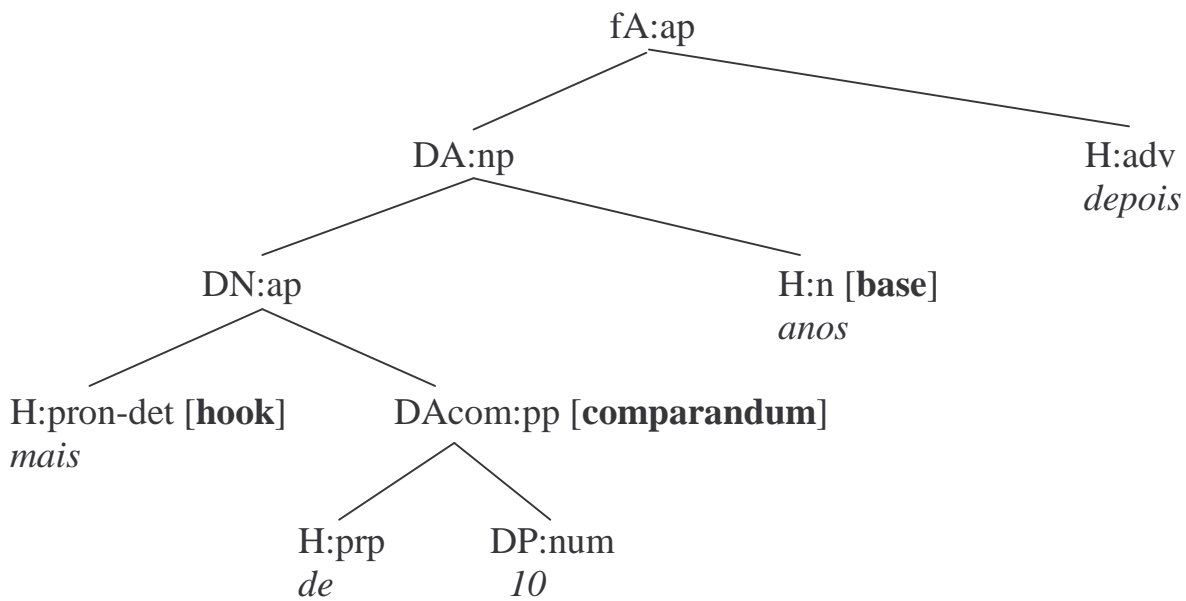 fA:ap
DA:np H:adv
depois
DN:ap H:n [base]
anos
H:pron-det [hook] DAcom:pp [comparandum]
mais
H:prp DP:num
de 10